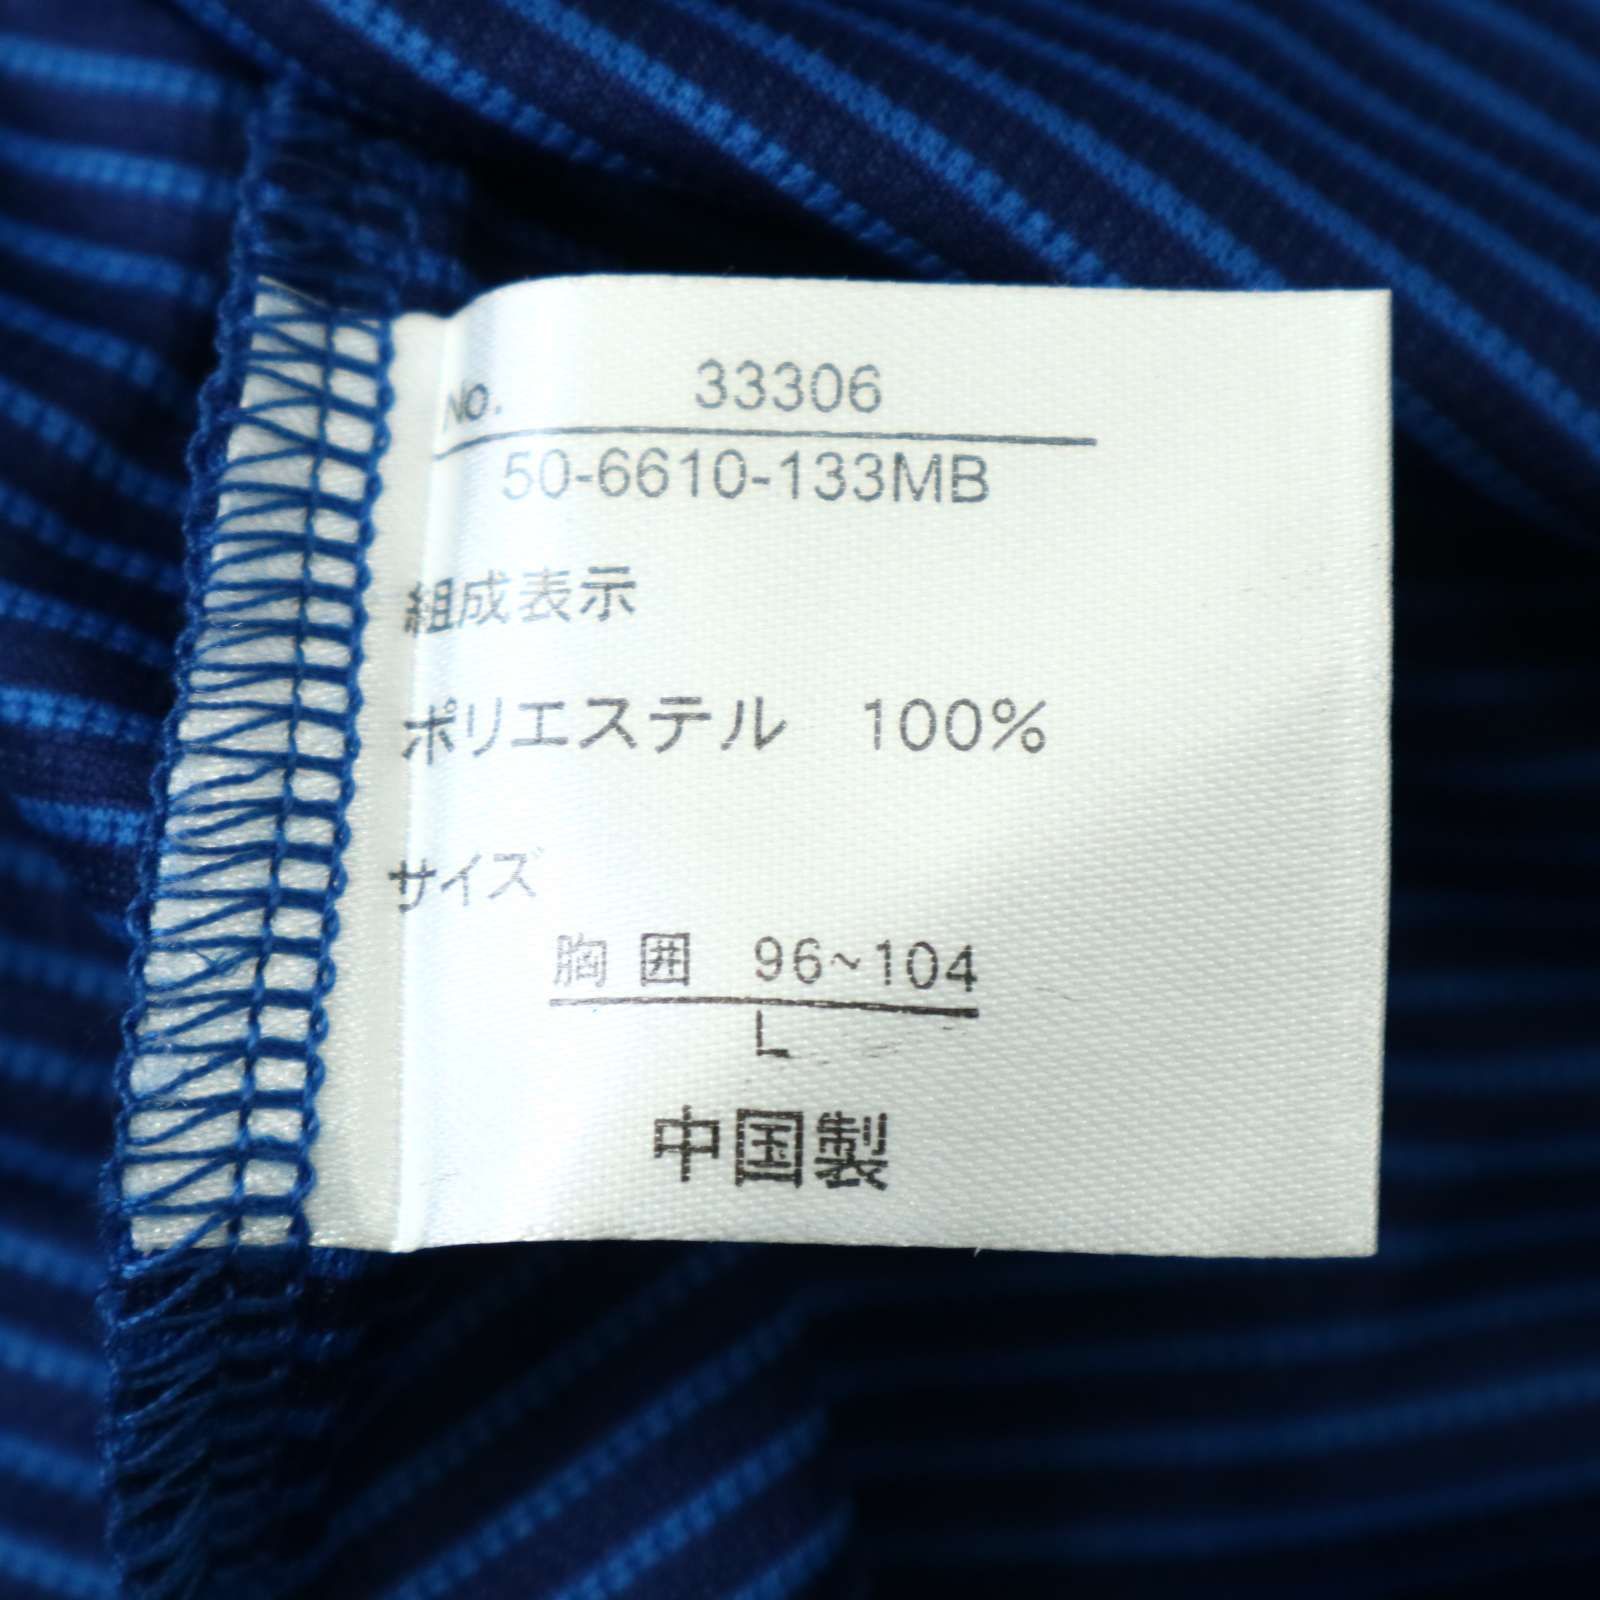 No. 33306
50-6610-133MB
組成表示
ポリエステル 100%
サイズ
胸囲 96~104
L
中国製